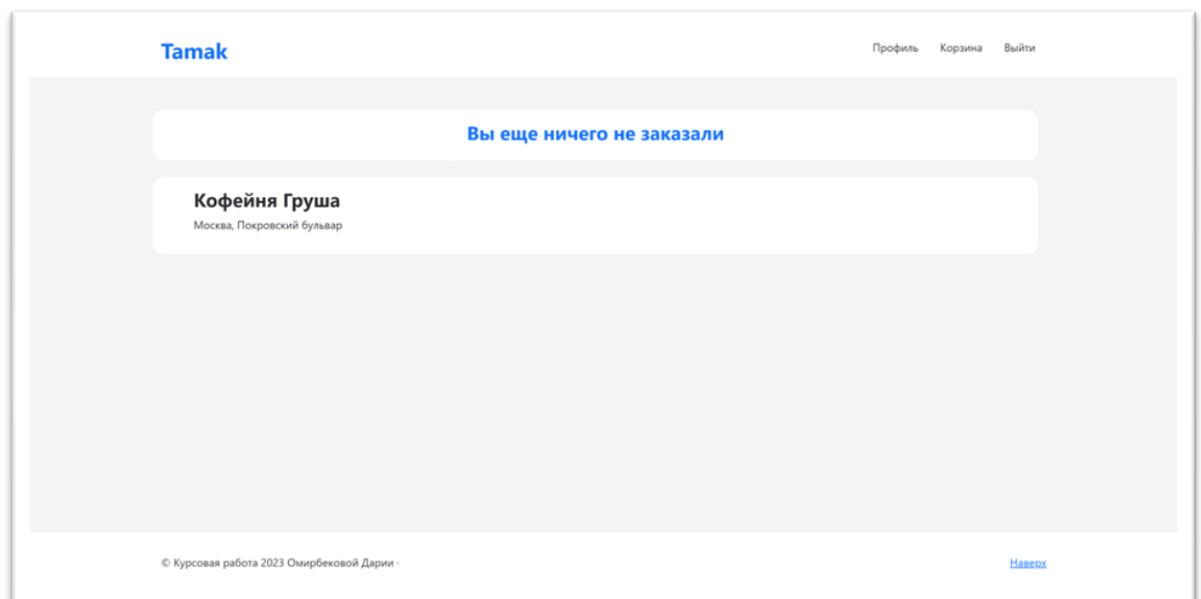 Tamak
Профиль Корзина Выйти
Вы еще ничего не заказали
Кофейня Груша
Москва, Покровский бульвар
© Курсовая работа 2023 Омирбековой Дарии ·
Наверх